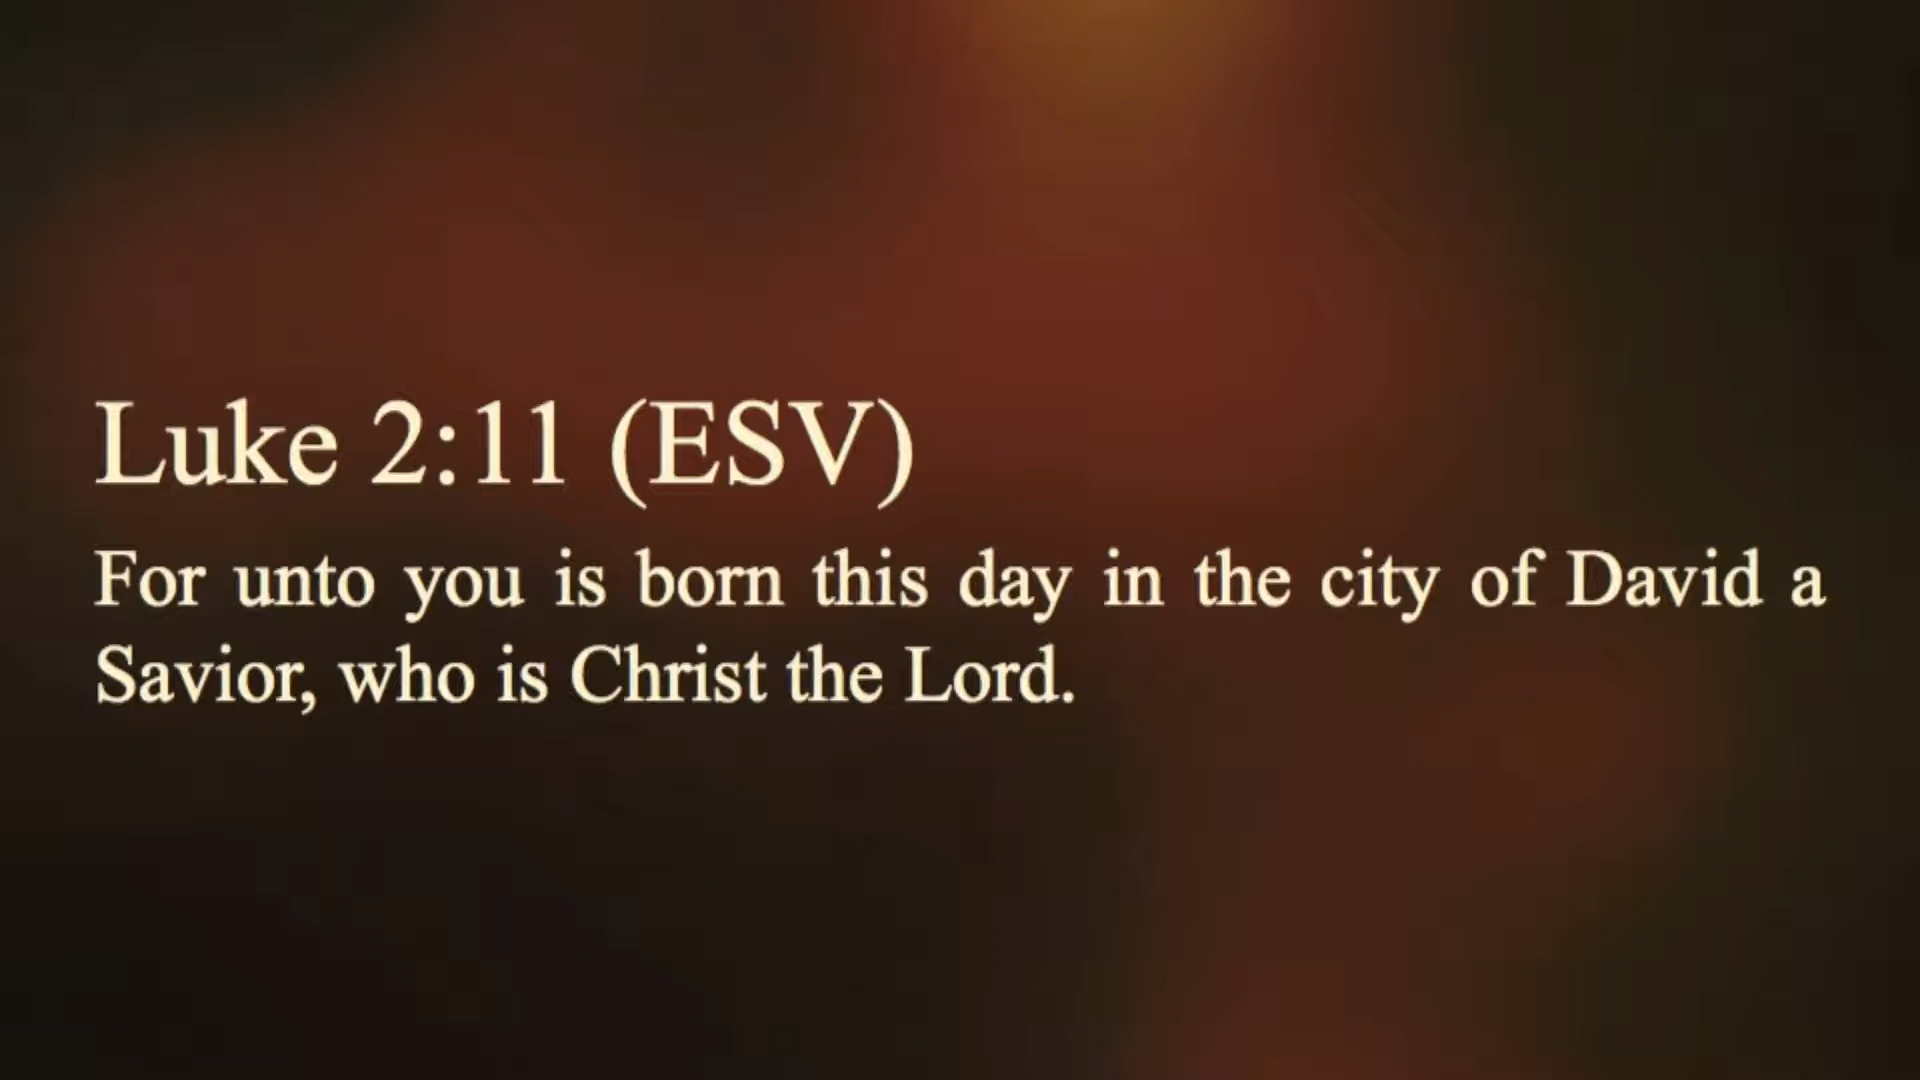 Luke 2:11 (ESV)
For unto you is born this day in the city of David a
Savior, who is Christ the Lord.